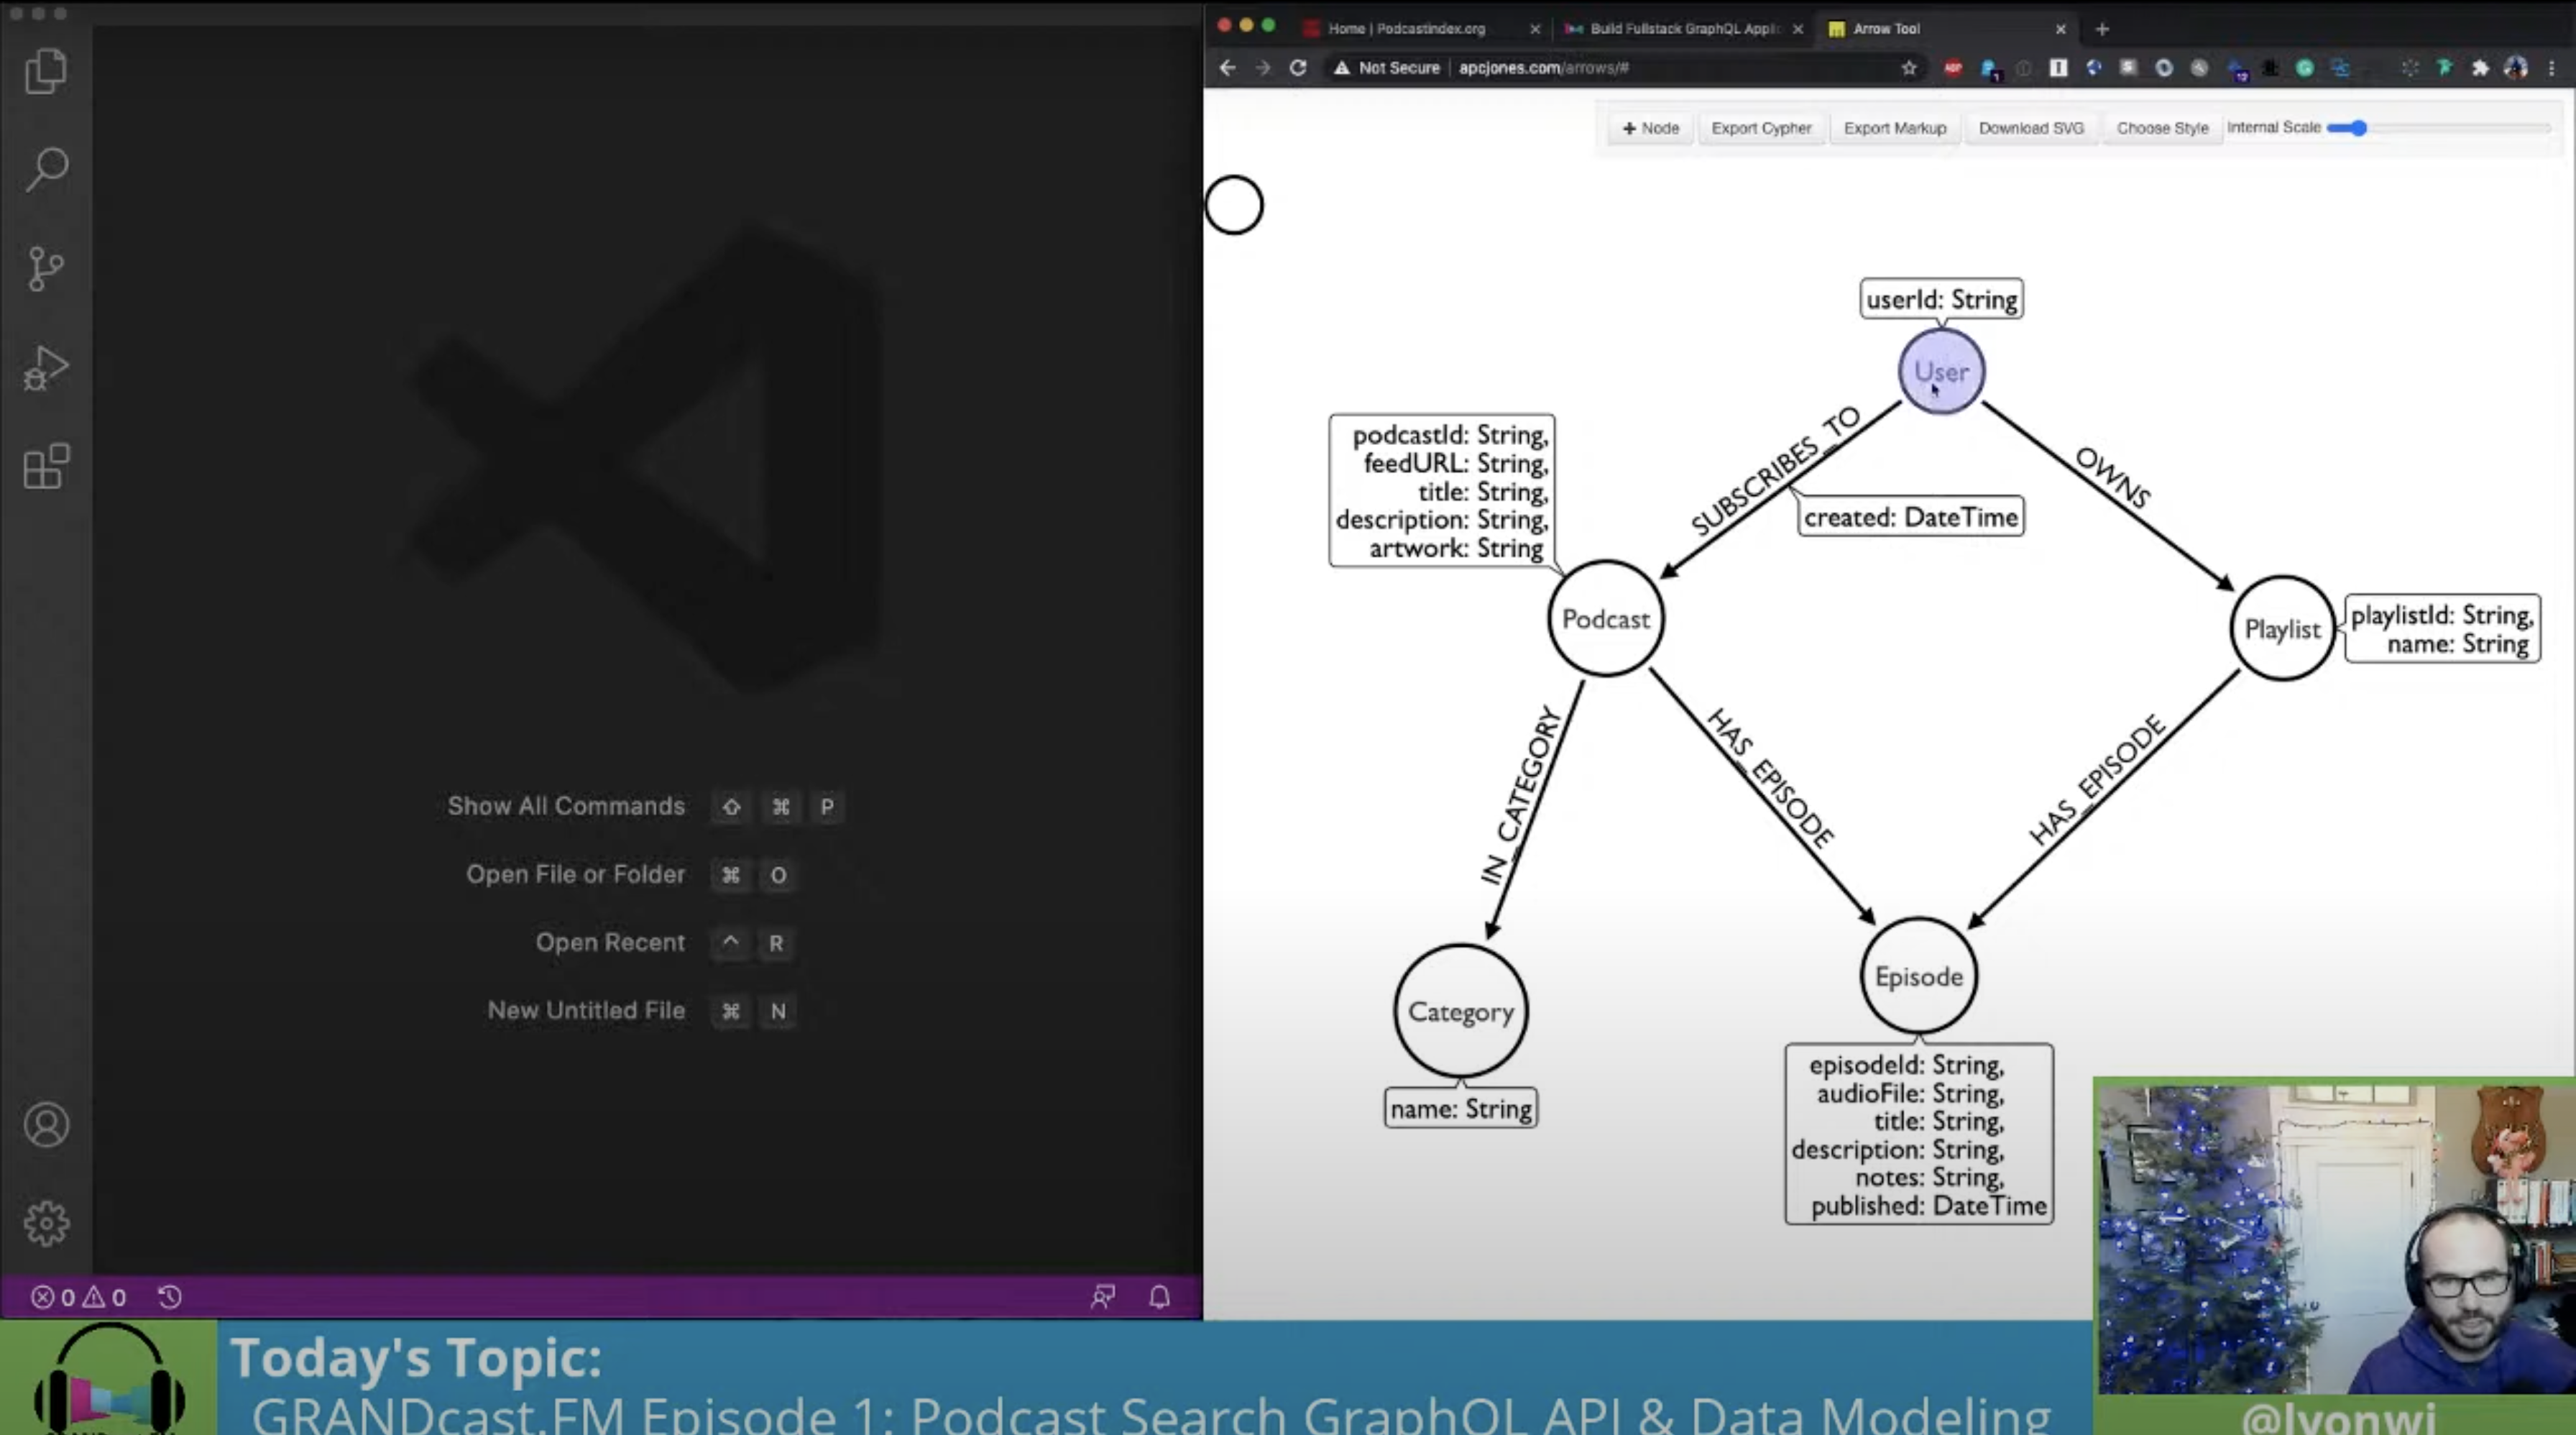 Home | Podcastindex.org
Build Fullstack GraphQL Applic
Arrow Tool
Not Secure
apcjones.com/arrows/#
+ Node
Export Cypher
Export Markup
Download SVG
Choose Style
Internal Scale
userId: String
User
SUBSCRIBES_TO
created: DateTime
OWNS
podcastId: String,
feedURL: String,
title: String,
description: String,
artwork: String
Podcast
Playlist
playlistId: String,
name: String
IN_CATEGORY
HAS_EPISODE
HAS_EPISODE
Category
name: String
Episode
episodeId: String,
audioFile: String,
title: String,
description: String,
notes: String,
published: DateTime
Show All Commands ⇧ ⌘ P
Open File or Folder ⌘ O
Open Recent ^ R
New Untitled File ⌘ N
0 0
Today's Topic:
GRANDcast.FM Episode 1: Podcast Search GraphQL API & Data Modeling
@lyonwj